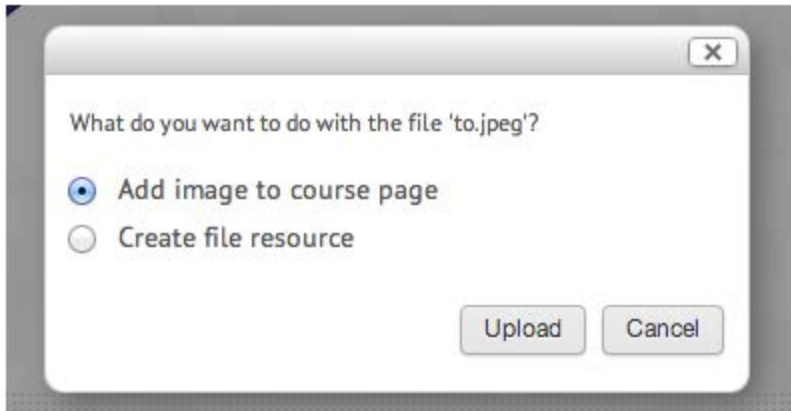 What do you want to do with the file 'to.jpeg'?
Add image to course page
Create file resource
Upload Cancel